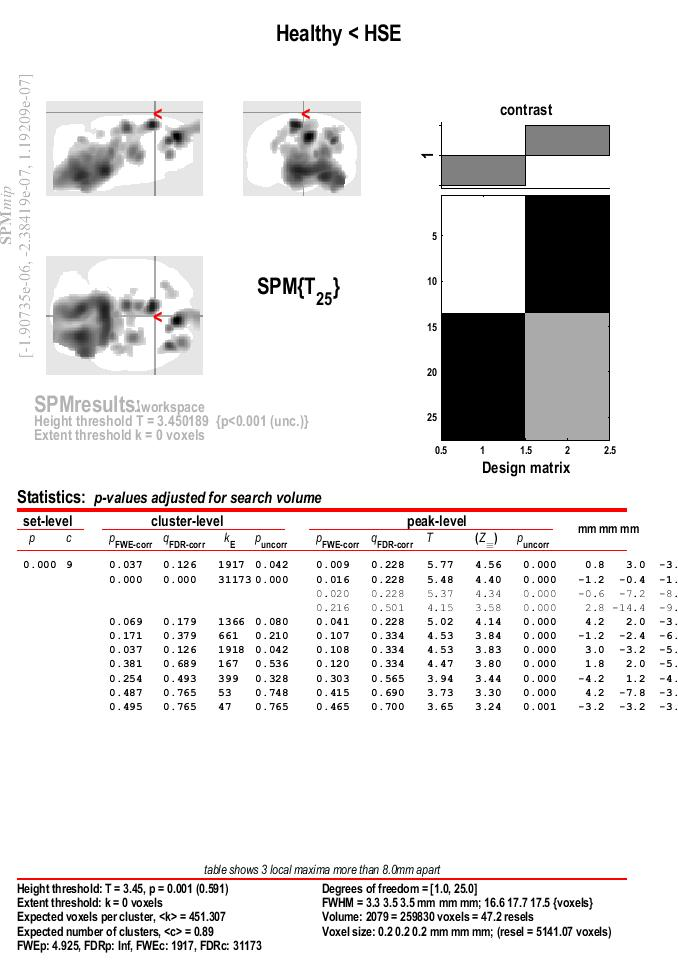 Healthy < HSE
SPMmip
[-1.90735e-06, -2.38419e-07, 1.19209e-07]
<
<
<
SPM{T25}
contrast
1
5
10
15
20
25
0.5 1 1.5 2 2.5
Design matrix
SPMresults:.\workspace
Height threshold T = 3.450189 {p<0.001 (unc.)}
Extent threshold k = 0 voxels
Statistics: p-values adjusted for search volume
set-level cluster-level peak-level mm mm mm
p c pFWE-corr qFDR-corr kE puncorr pFWE-corr qFDR-corr T (Z≡) puncorr
0.000 9 0.037 0.126 1917 0.042 0.009 0.228 5.77 4.56 0.000 0.8 3.0 -3.
0.000 0.000 31173 0.000 0.016 0.228 5.48 4.40 0.000 -1.2 -0.4 -1.
0.020 0.228 5.37 4.34 0.000 -0.6 -7.2 -8.
0.216 0.501 4.15 3.58 0.000 2.8 -14.4 -9.
0.069 0.179 1366 0.080 0.041 0.228 5.02 4.14 0.000 4.2 2.0 -3.
0.171 0.379 661 0.210 0.107 0.334 4.53 3.84 0.000 -1.2 -2.4 -6.
0.037 0.126 1918 0.042 0.108 0.334 4.53 3.83 0.000 3.0 -3.2 -5.
0.381 0.689 167 0.536 0.120 0.334 4.47 3.80 0.000 1.8 2.0 -5.
0.254 0.493 399 0.328 0.303 0.565 3.94 3.44 0.000 -4.2 1.2 -4.
0.487 0.765 53 0.748 0.415 0.690 3.73 3.30 0.000 4.2 -7.8 -3.
0.495 0.765 47 0.765 0.465 0.700 3.65 3.24 0.001 -3.2 -3.2 -3.
table shows 3 local maxima more than 8.0mm apart
Height threshold: T = 3.45, p = 0.001 (0.591)
Extent threshold: k = 0 voxels
Expected voxels per cluster, <k> = 451.307
Expected number of clusters, <c> = 0.89
FWEp: 4.925, FDRp: Inf, FWEc: 1917, FDRc: 31173
Degrees of freedom = [1.0, 25.0]
FWHM = 3.3 3.5 3.5 mm mm mm; 16.6 17.7 17.5 {voxels}
Volume: 2079 = 259830 voxels = 47.2 resels
Voxel size: 0.2 0.2 0.2 mm mm mm; (resel = 5141.07 voxels)